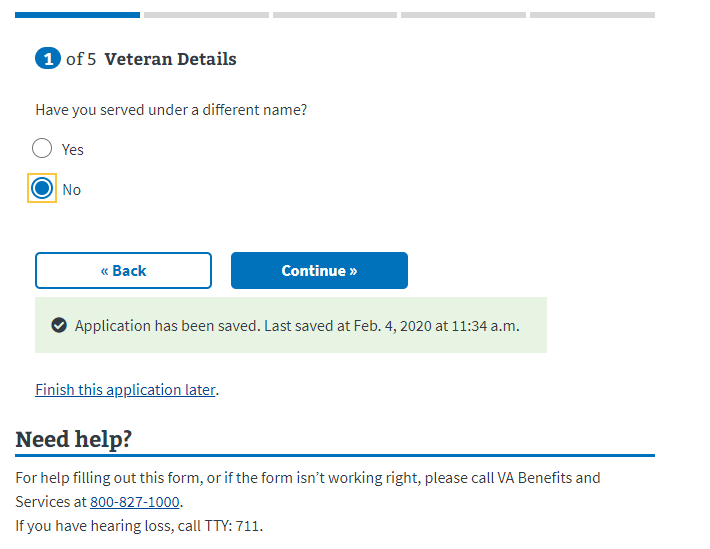 1 of 5 Veteran Details
Have you served under a different name?
Yes
No
« Back
Continue »
Application has been saved. Last saved at Feb. 4, 2020 at 11:34 a.m.
Finish this application later.
Need help?
For help filling out this form, or if the form isn’t working right, please call VA Benefits and
Services at 800-827-1000.
If you have hearing loss, call TTY: 711.